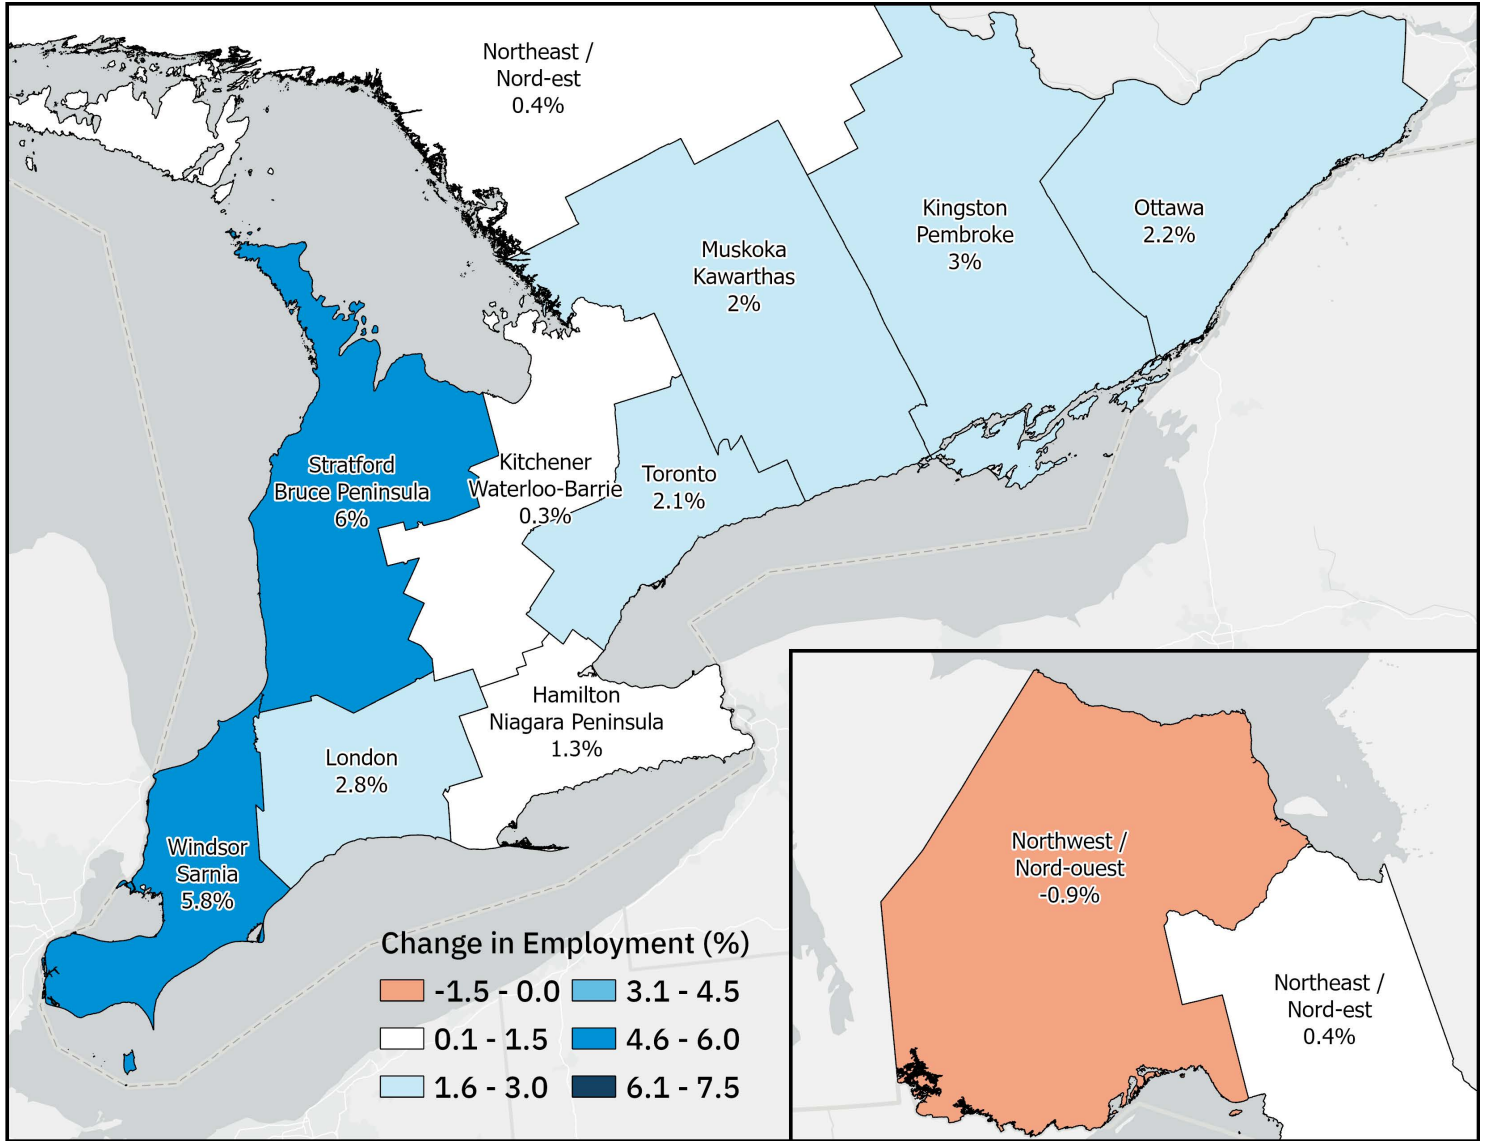 Northeast /
Nord-est
0.4%
Kingston
Pembroke
3%
Ottawa
2.2%
Muskoka
Kawarthas
2%
Stratford
Bruce Peninsula
6%
Kitchener
Waterloo-Barrie
0.3%
Toronto
2.1%
Hamilton
Niagara Peninsula
1.3%
London
2.8%
Windsor
Sarnia
5.8%
Northwest /
Nord-ouest
-0.9%
Northeast /
Nord-est
0.4%
Change in Employment (%)
-1.5 - 0.0
3.1 - 4.5
0.1 - 1.5
4.6 - 6.0
1.6 - 3.0
6.1 - 7.5